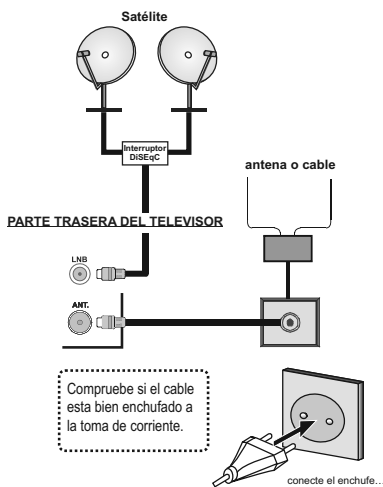 Satélite
Interruptor
DiSEqC
antena o cable
PARTE TRASERA DEL TELEVISOR
LNB
ANT.
Compruebe si el cable
esta bien enchufado a
la toma de corriente.
conecte el enchufe...